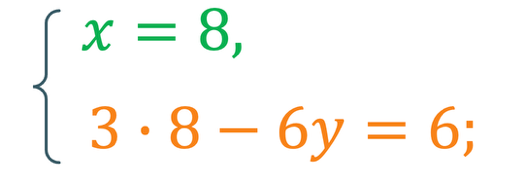 x = 8,
3 · 8 − 6y = 6;